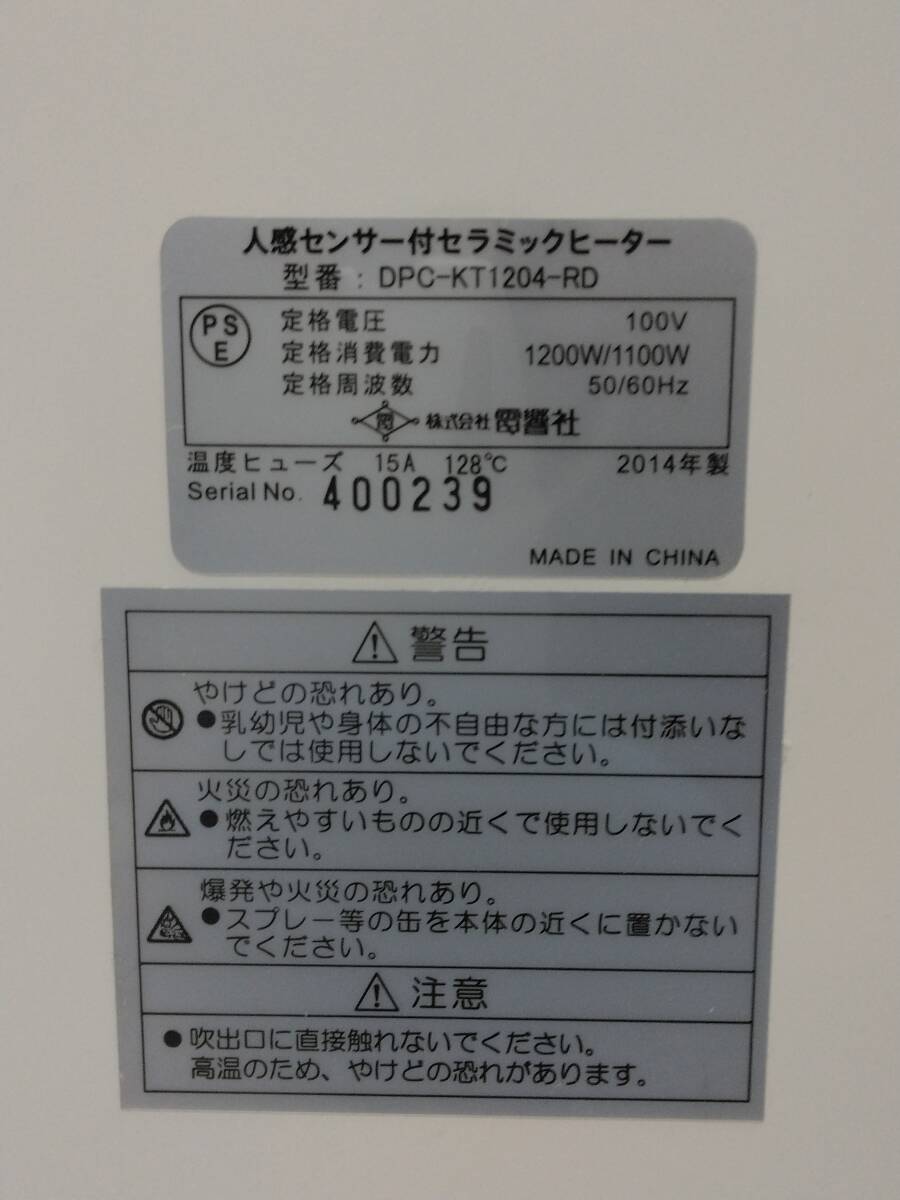 人感センサー付セラミックヒーター
型番：DPC-KT1204-RD
PS
E
定格電圧 100V
定格消費電力 1200W/1100W
定格周波数 50/60Hz
電 株式会社 電響社
温度ヒューズ 15A 128℃ 2014年製
Serial No. 400239
MADE IN CHINA
警告
やけどの恐れあり。
●乳幼児や身体の不自由な方には付添いな
しでは使用しないでください。
火災の恐れあり。
●燃えやすいものの近くで使用しないでく
ださい。
爆発や火災の恐れあり。
●スプレー等の缶を本体の近くに置かない
でください。
注意
●吹出口に直接触れないでください。
高温のため、やけどの恐れがあります。